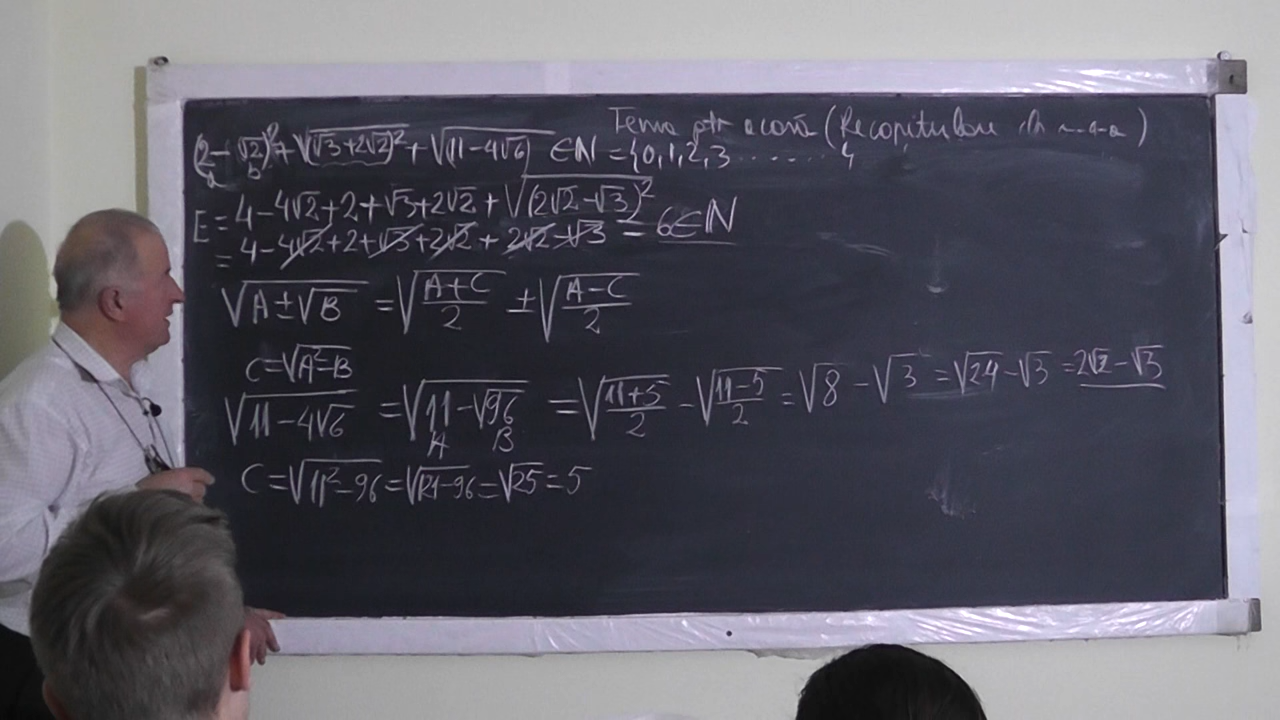 Tema ptr acasă (Recapitulare
(2-√2)²+√(√3+2√2)²+√(11-4√6) ∈ℕ={0,1,2,3.......}
a b
E=4-4√2+2+√3+2√2+√(2√2-√3)²
=4-4√2+2+√3+2√2+2√2-√3=6∈ℕ
√(A±√B) =√((A+C)/2) ±√((A-C)/2)
C=√(A²-B)
√(11-4√6) =√(11-√96) =√((11+5)/2) -√((11-5)/2) =√8-√3=√24-√3=2√2-√3
A B
C=√(11²-96)=√(121-96)=√25=5